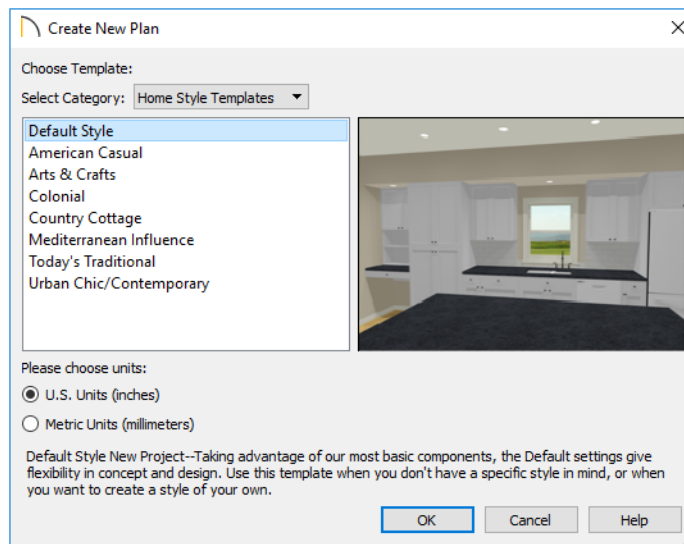 Create New Plan
Choose Template:
Select Category: Home Style Templates
Default Style
American Casual
Arts & Crafts
Colonial
Country Cottage
Mediterranean Influence
Today's Traditional
Urban Chic/Contemporary
Please choose units:
U.S. Units (inches)
Metric Units (millimeters)
Default Style New Project--Taking advantage of our most basic components, the Default settings give
flexibility in concept and design. Use this template when you don't have a specific style in mind, or when
you want to create a style of your own.
OK Cancel Help